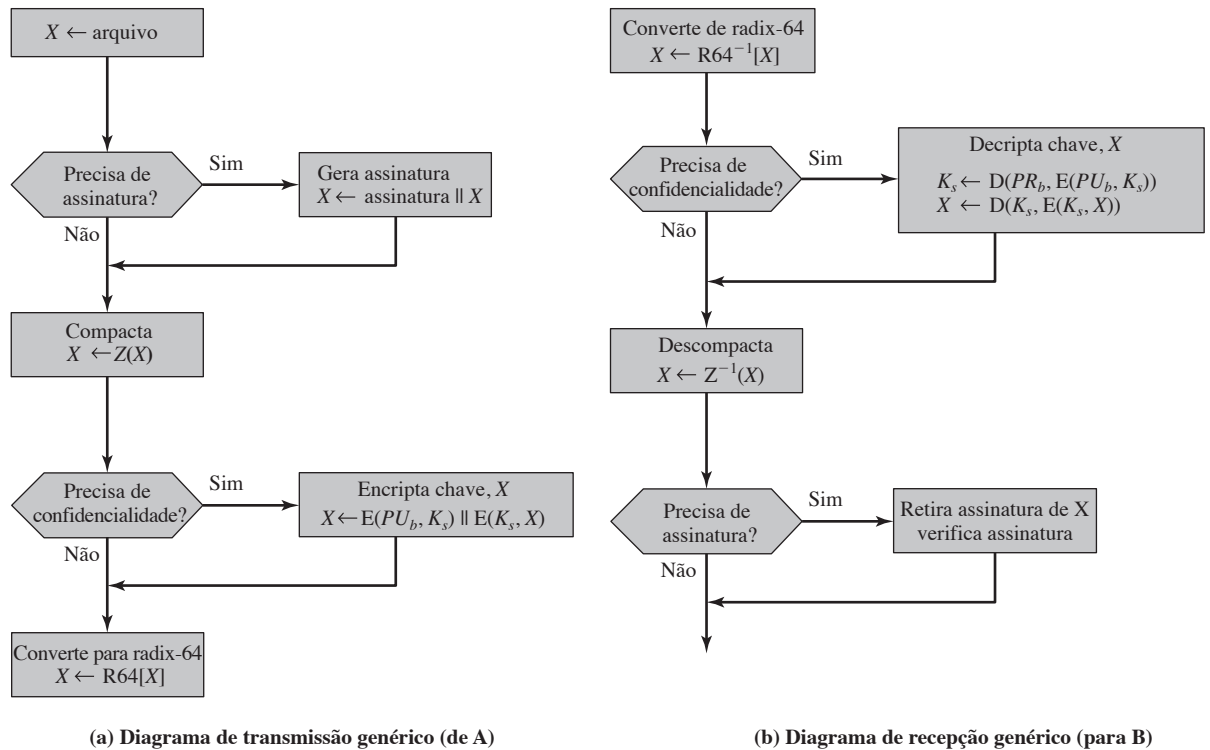 X ← arquivo
Precisa de
assinatura?
Sim
Gera assinatura
X ← assinatura || X
Não
Compacta
X ← Z(X)
Precisa de
confidencialidade?
Sim
Encripta chave, X
X ← E(PU_b, K_s) || E(K_s, X)
Não
Converte para radix-64
X ← R64[X]
(a) Diagrama de transmissão genérico (de A)
Converte de radix-64
X ← R64⁻¹[X]
Precisa de
confidencialidade?
Sim
Decripta chave, X
K_s ← D(PR_b, E(PU_b, K_s))
X ← D(K_s, E(K_s, X))
Não
Descompacta
X ← Z⁻¹(X)
Precisa de
assinatura?
Sim
Retira assinatura de X
verifica assinatura
Não
(b) Diagrama de recepção genérico (para B)